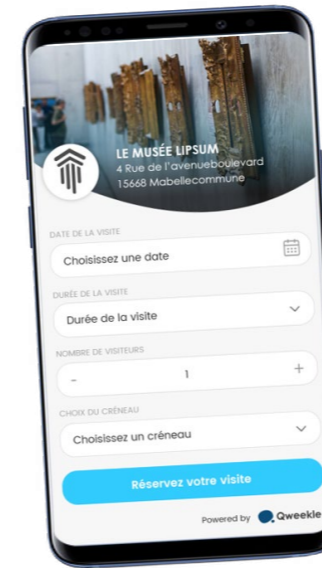 LE MUSÉE LIPSUM
4 Rue de l'avenueboulevard
15668 Mabellecommune
DATE DE LA VISITE
Choisissez une date
DURÉE DE LA VISITE
Durée de la visite
NOMBRE DE VISITEURS
- 1 +
CHOIX DU CRÉNEAU
Choisissez un créneau
Réservez votre visite
Powered by Qweekle